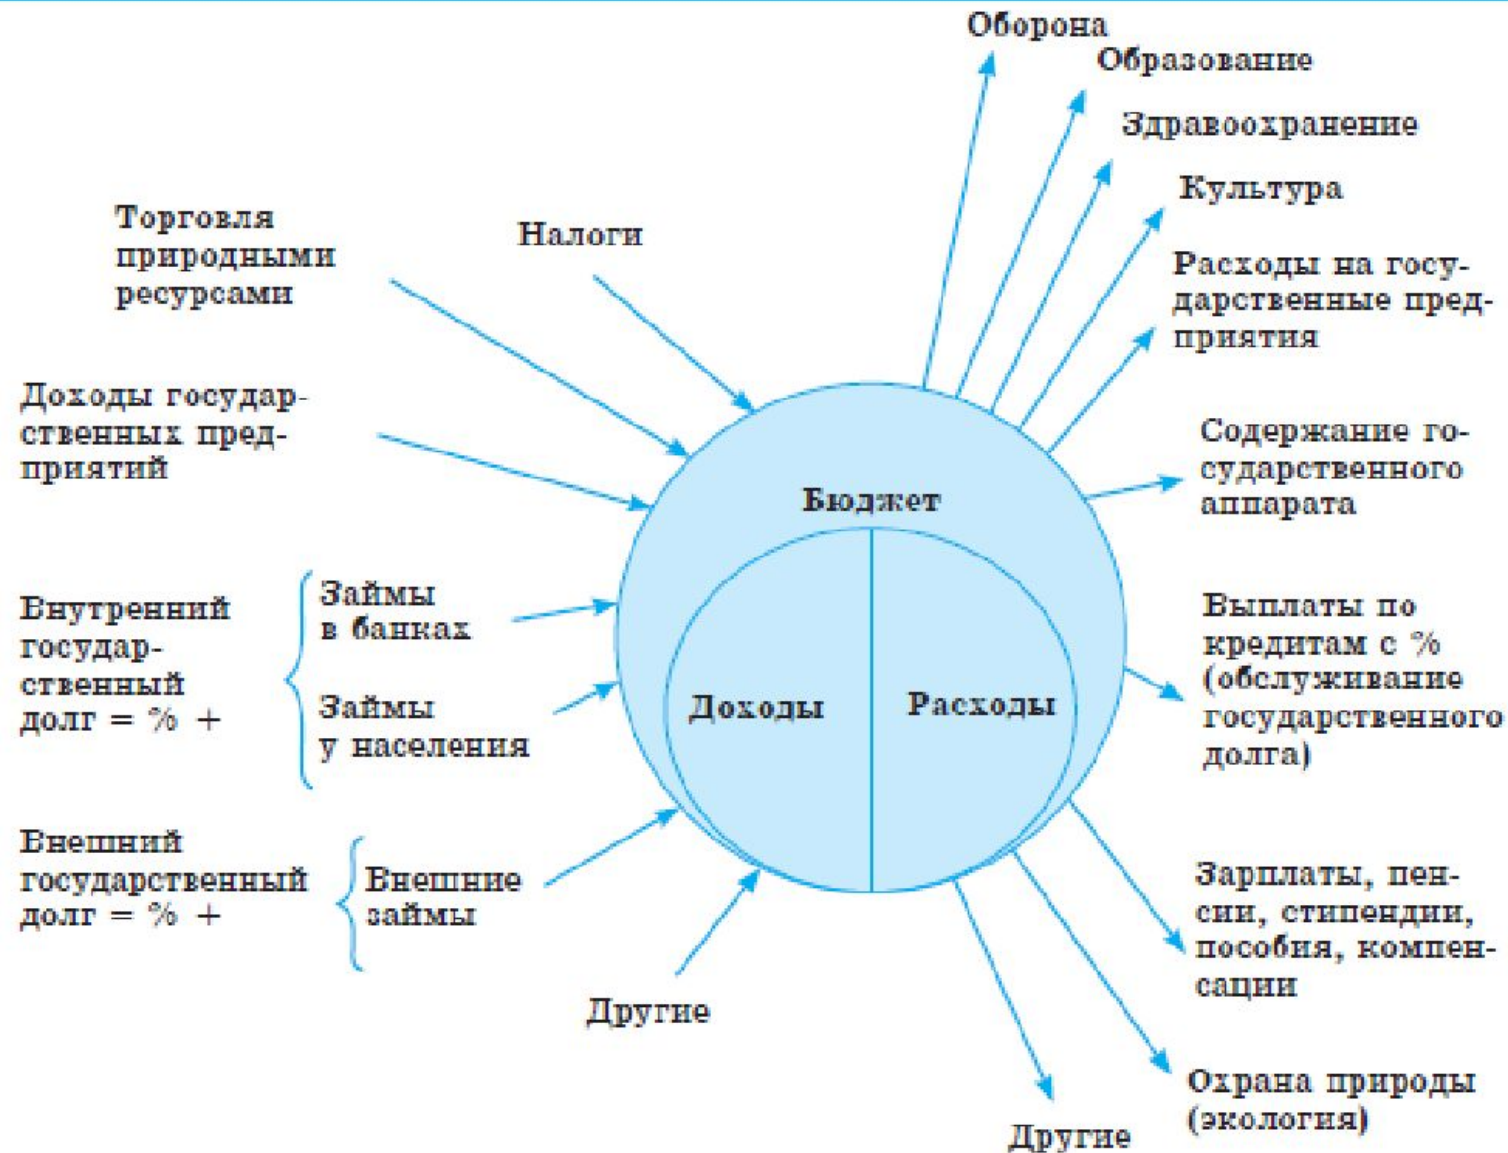 Оборона
Образование
Здравоохранение
Культура
Расходы на госу-
дарственные пред-
приятия
Содержание го-
сударственного
аппарата
Выплаты по
кредитам с %
(обслуживание
государственного
долга)
Зарплаты, пен-
сии, стипендии,
пособия, компен-
сации
Охрана природы
(экология)
Другие
Налоги
Торговля
природными
ресурсами
Доходы государ-
ственных пред-
приятий
Внутренний
государ-
ственный
долг = % +
Займы
в банках
Займы
у населения
Внешний
государственный
долг = % +
Внешние
займы
Другие
Бюджет
Доходы
Расходы